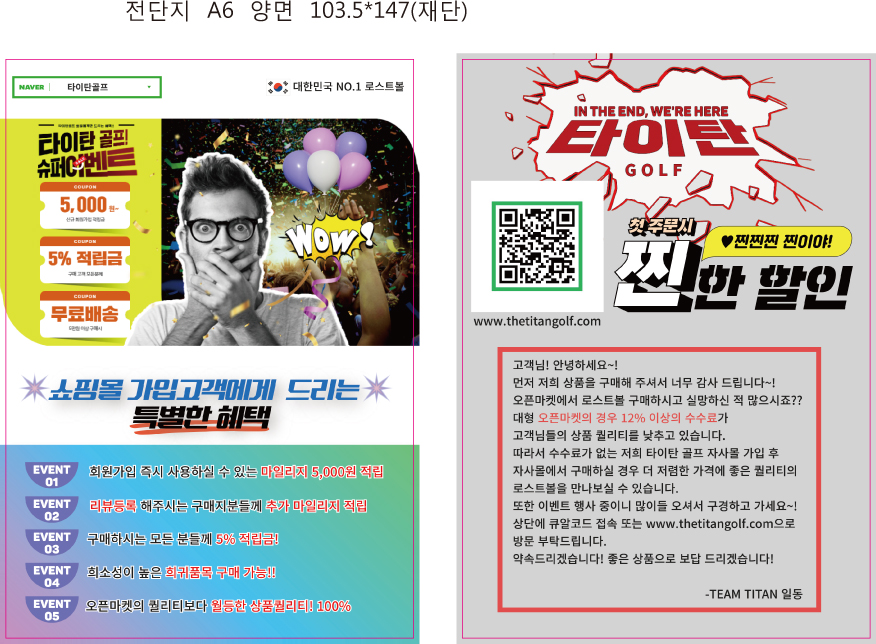 전단지 A6 양면 103.5*147(재단)
NAVER 타이탄골프
대한민국 NO.1 로스트볼
타이탄 골프!
슈퍼이벤트
COUPON
5,000원~
신규 회원가입 적립금
COUPON
5% 적립금
구매 고객 모든분께
COUPON
무료배송
5만원 이상 구매시
WOW!
쇼핑몰 가입고객에게 드리는
특별한 혜택
EVENT 01
회원가입 즉시 사용하실 수 있는 마일리지 5,000원 적립
EVENT 02
리뷰등록 해주시는 구매자분들께 추가 마일리지 적립
EVENT 03
구매하시는 모든 분들께 5% 적립금!
EVENT 04
희소성이 높은 희귀품목 구매 가능!!
EVENT 05
오픈마켓의 퀄리티보다 월등한 상품퀄리티! 100%
IN THE END, WE'RE HERE
타이탄
GOLF
첫 주문시
♥찐찐찐 찐이야!
찐한 할인
www.thetitangolf.com
고객님! 안녕하세요~!
먼저 저희 상품을 구매해 주셔서 너무 감사 드립니다~!
오픈마켓에서 로스트볼 구매하시고 실망하신 적 많으시죠??
대형 오픈마켓의 경우 12% 이상의 수수료가
고객님들의 상품 퀄리티를 낮추고 있습니다.
따라서 수수료가 없는 저희 타이탄 골프 자사몰 가입 후
자사몰에서 구매하실 경우 더 저렴한 가격에 좋은 퀄리티의
로스트볼을 만나보실 수 있습니다.
또한 이벤트 행사 중이니 많이들 오셔서 구경하고 가세요~!
상단에 큐알코드 접속 또는 www.thetitangolf.com으로
방문 부탁드립니다.
약속드리겠습니다! 좋은 상품으로 보답 드리겠습니다!
-TEAM TITAN 일동